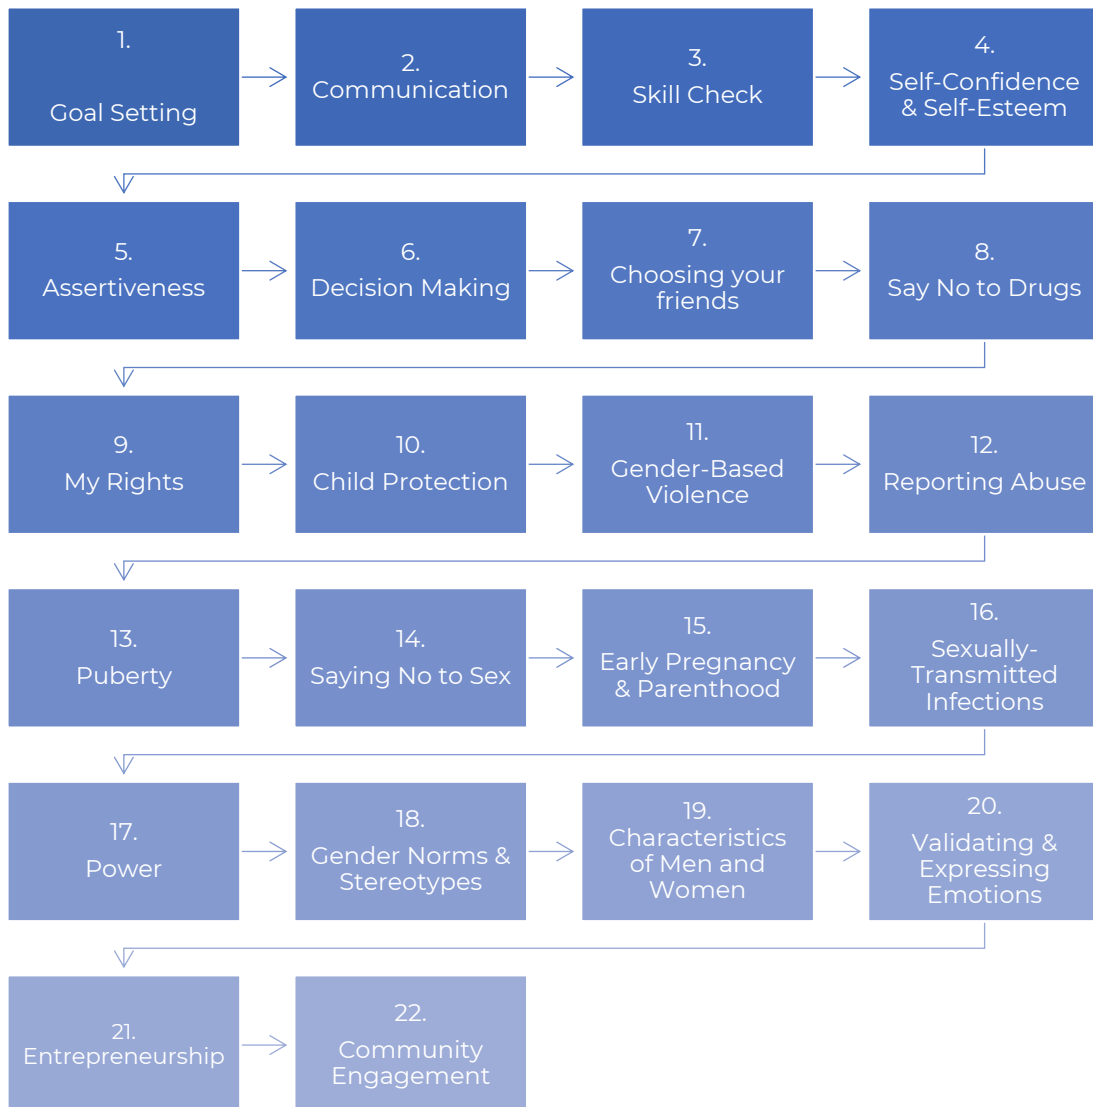 1.
Goal Setting
2.
Communication
3.
Skill Check
4.
Self-Confidence
& Self-Esteem
5.
Assertiveness
6.
Decision Making
7.
Choosing your
friends
8.
Say No to Drugs
9.
My Rights
10.
Child Protection
11.
Gender-Based
Violence
12.
Reporting Abuse
13.
Puberty
14.
Saying No to Sex
15.
Early Pregnancy
& Parenthood
16.
Sexually-
Transmitted
Infections
17.
Power
18.
Gender Norms &
Stereotypes
19.
Characteristics
of Men and
Women
20.
Validating &
Expressing
Emotions
21.
Entrepreneurship
22.
Community
Engagement